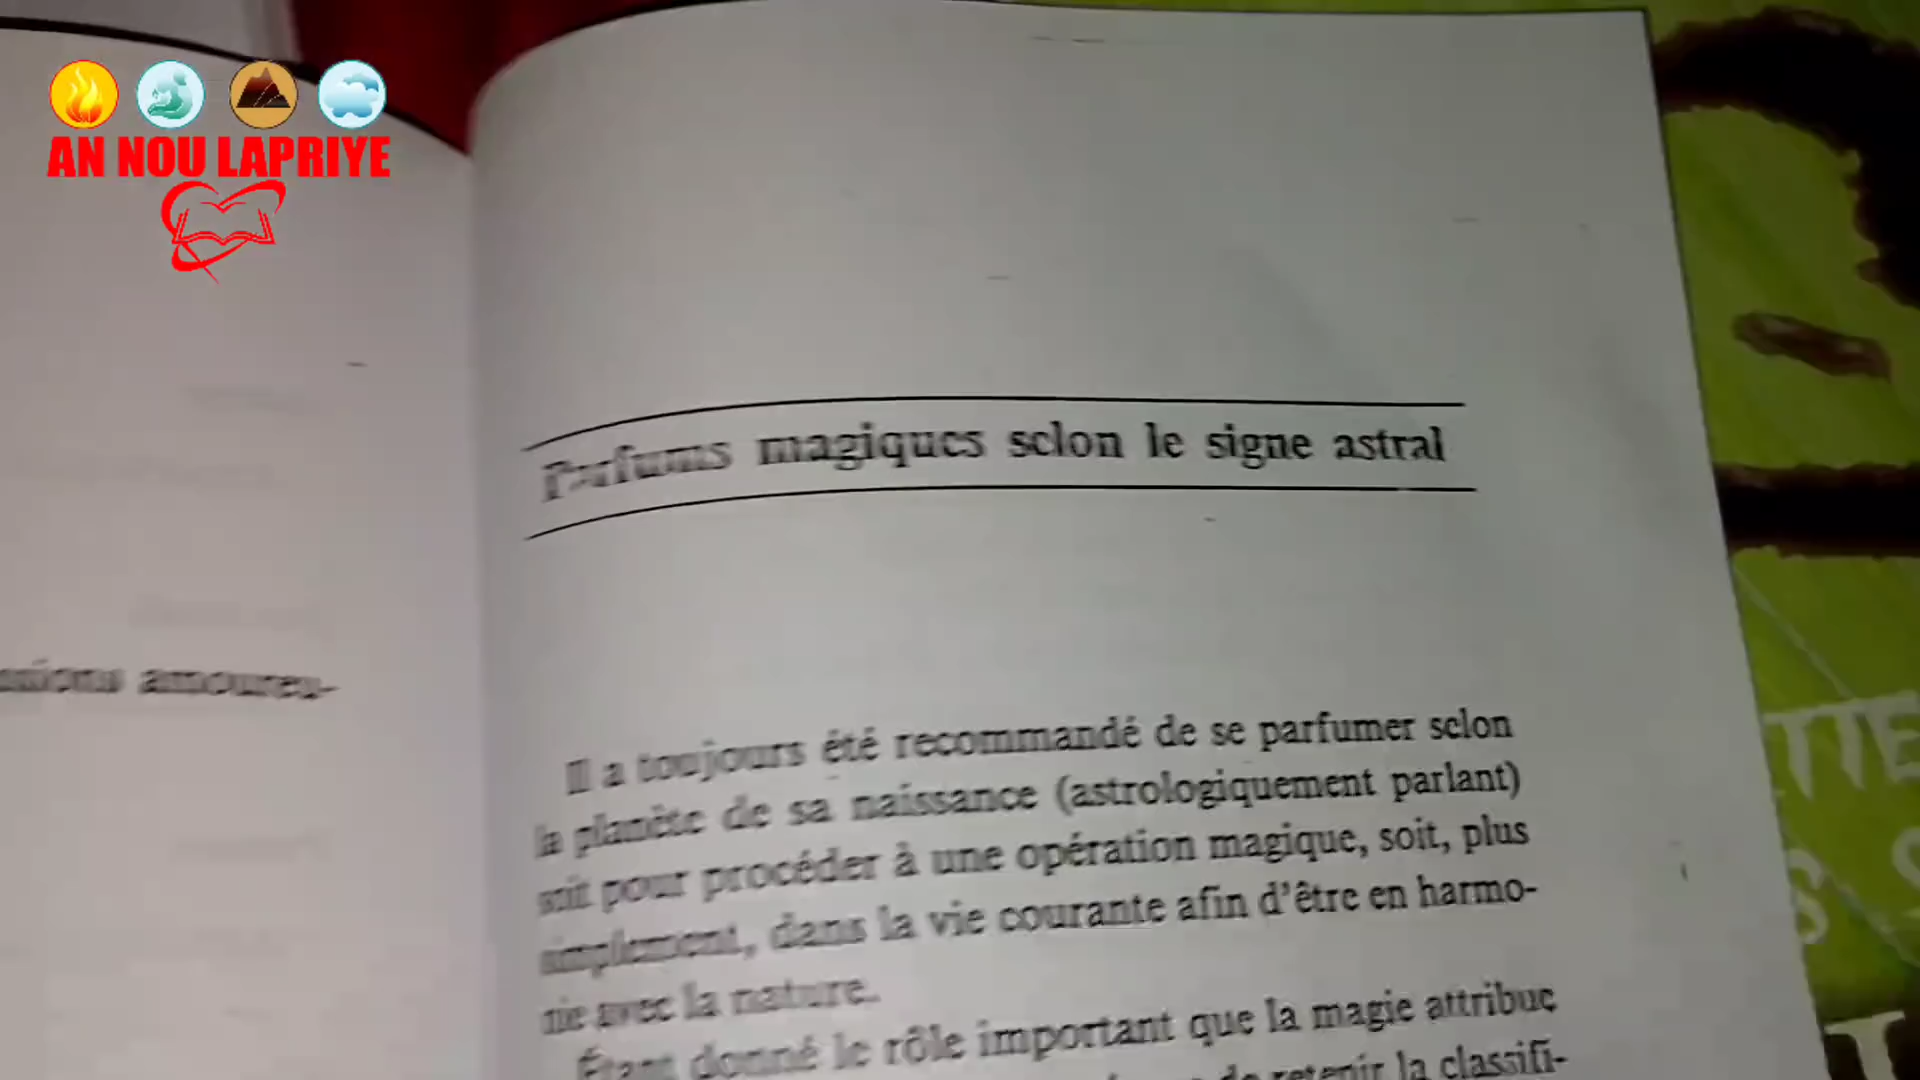 AN NOU LAPRIYE
amoureu-
Parfums magiques selon le signe astral
Il a toujours été recommandé de se parfumer selon
la planète de sa naissance (astrologiquement parlant)
soit pour procéder à une opération magique, soit, plus
simplement, dans la vie courante afin d'être en harmo-
nie avec la nature.
Étant donné le rôle important que la magie attribue
de retenir la classifi-